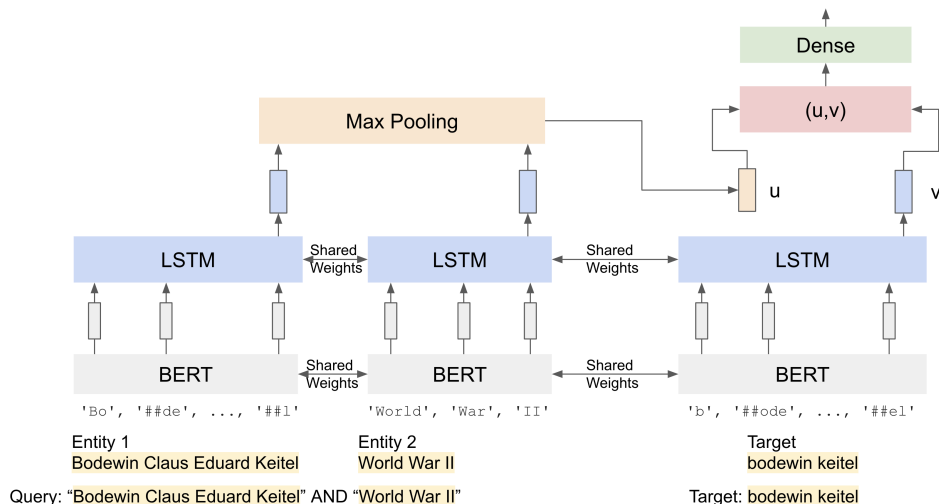 Dense
(u,v)
Max Pooling
u
v
LSTM
Shared
Weights
LSTM
Shared
Weights
LSTM
BERT
Shared
Weights
BERT
Shared
Weights
BERT
'Bo', '##de', ..., '##l'
'World', 'War', 'II'
'b', '##ode', ..., '##el'
Entity 1
Bodewin Claus Eduard Keitel
Entity 2
World War II
Target
bodewin keitel
Query: “Bodewin Claus Eduard Keitel” AND “World War II”
Target: bodewin keitel